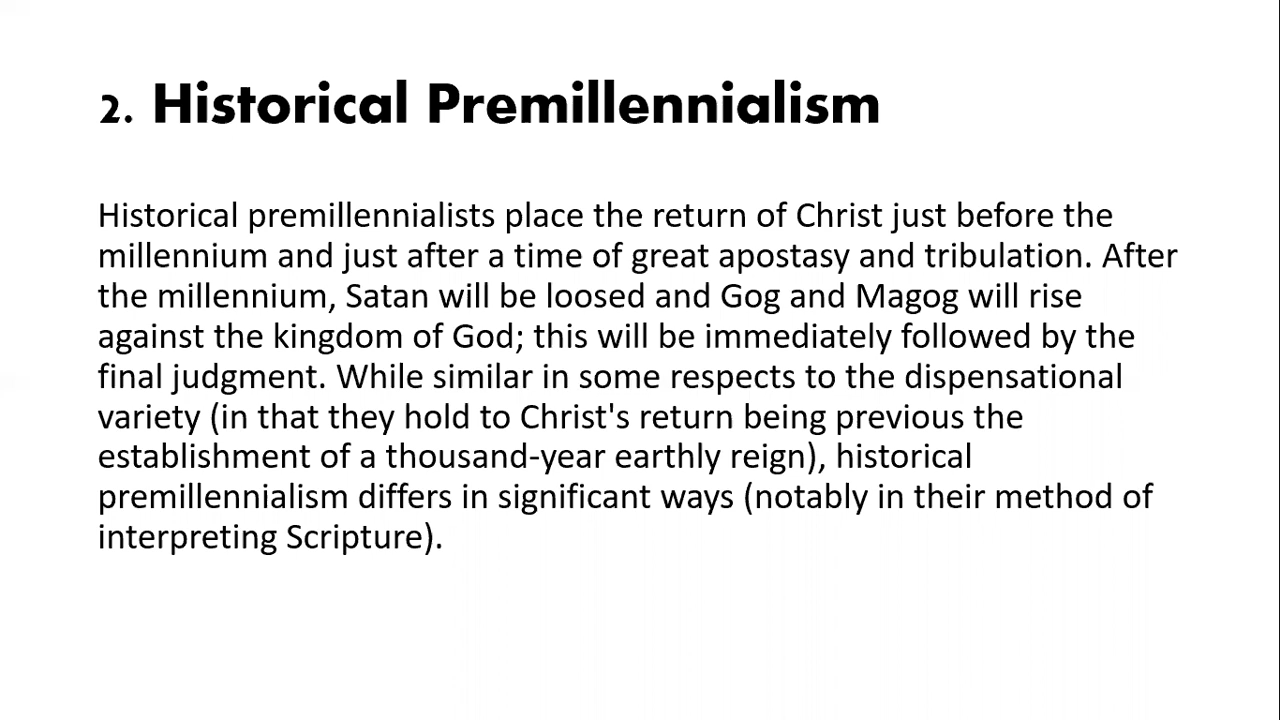 2. Historical Premillennialism
Historical premillennialists place the return of Christ just before the
millennium and just after a time of great apostasy and tribulation. After
the millennium, Satan will be loosed and Gog and Magog will rise
against the kingdom of God; this will be immediately followed by the
final judgment. While similar in some respects to the dispensational
variety (in that they hold to Christ's return being previous the
establishment of a thousand-year earthly reign), historical
premillennialism differs in significant ways (notably in their method of
interpreting Scripture).